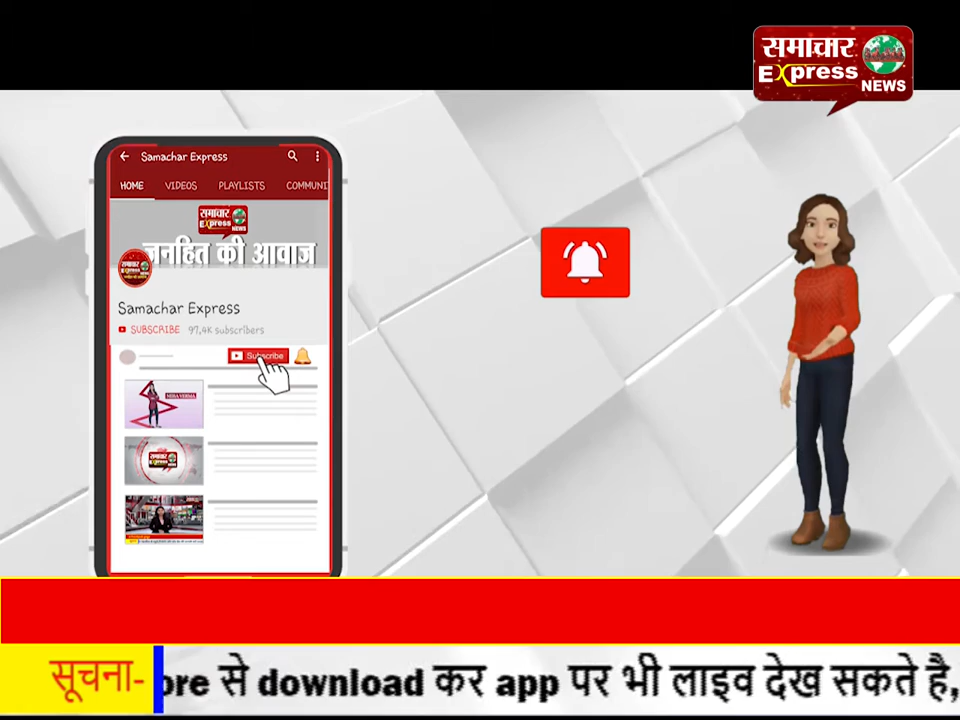 समाचार
Express
NEWS
Samachar Express
HOME VIDEOS PLAYLISTS COMMUNI
समाचार
Express
NEWS
जनहित की आवाज
Samachar Express
SUBSCRIBE 97.4K subscribers
Subscribe
सूचना- ore से download कर app पर भी लाइव देख सकते है,